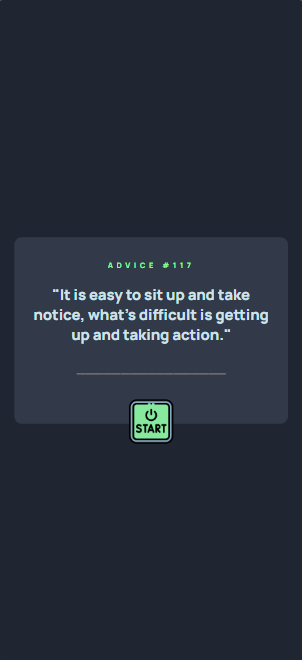 ADVICE #117
"It is easy to sit up and take
notice, what's difficult is getting
up and taking action."
START